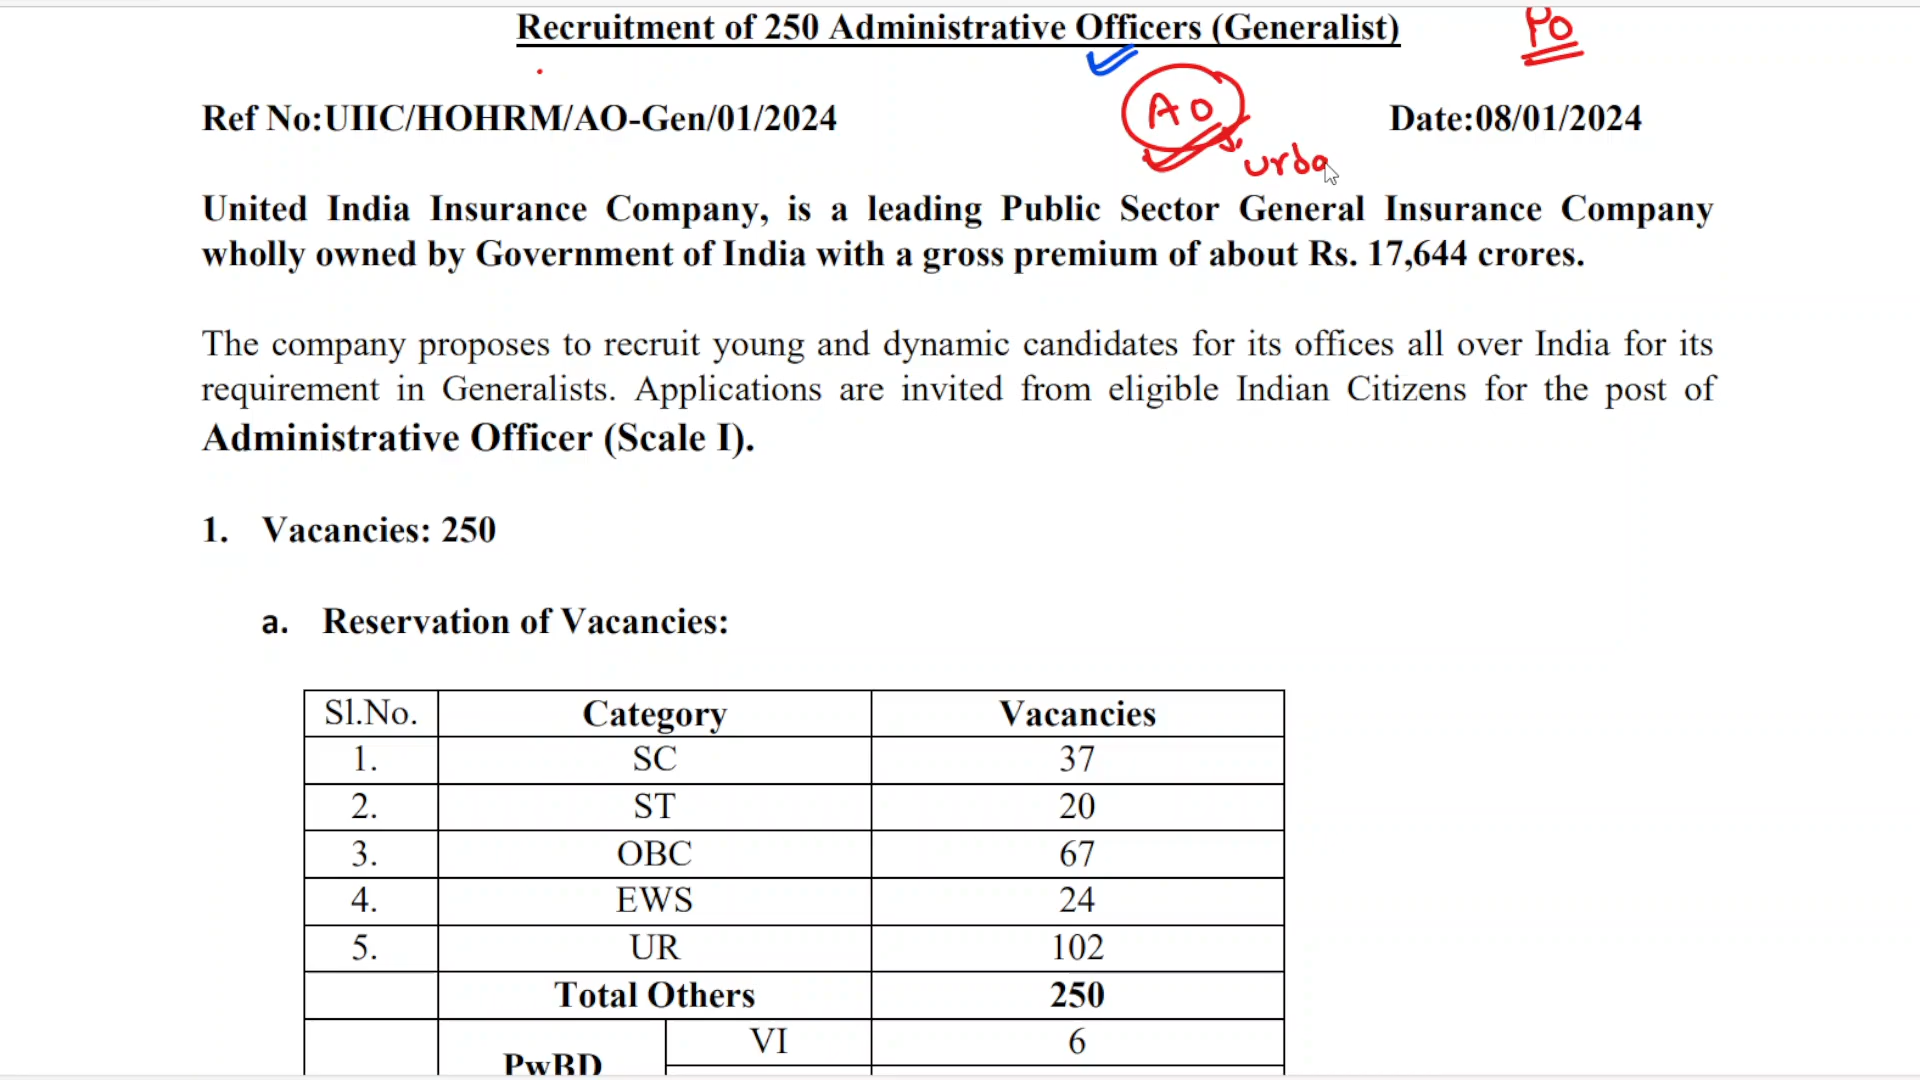 Recruitment of 250 Administrative Officers (Generalist)
PO
Ref No:UIIC/HOHRM/AO-Gen/01/2024
AO
Date:08/01/2024
urba
United India Insurance Company, is a leading Public Sector General Insurance Company
wholly owned by Government of India with a gross premium of about Rs. 17,644 crores.
The company proposes to recruit young and dynamic candidates for its offices all over India for its
requirement in Generalists. Applications are invited from eligible Indian Citizens for the post of
Administrative Officer (Scale I).
1. Vacancies: 250
a. Reservation of Vacancies:
Sl.No. Category Vacancies
1. SC 37
2. ST 20
3. OBC 67
4. EWS 24
5. UR 102
Total Others 250
VI 6
PwBD